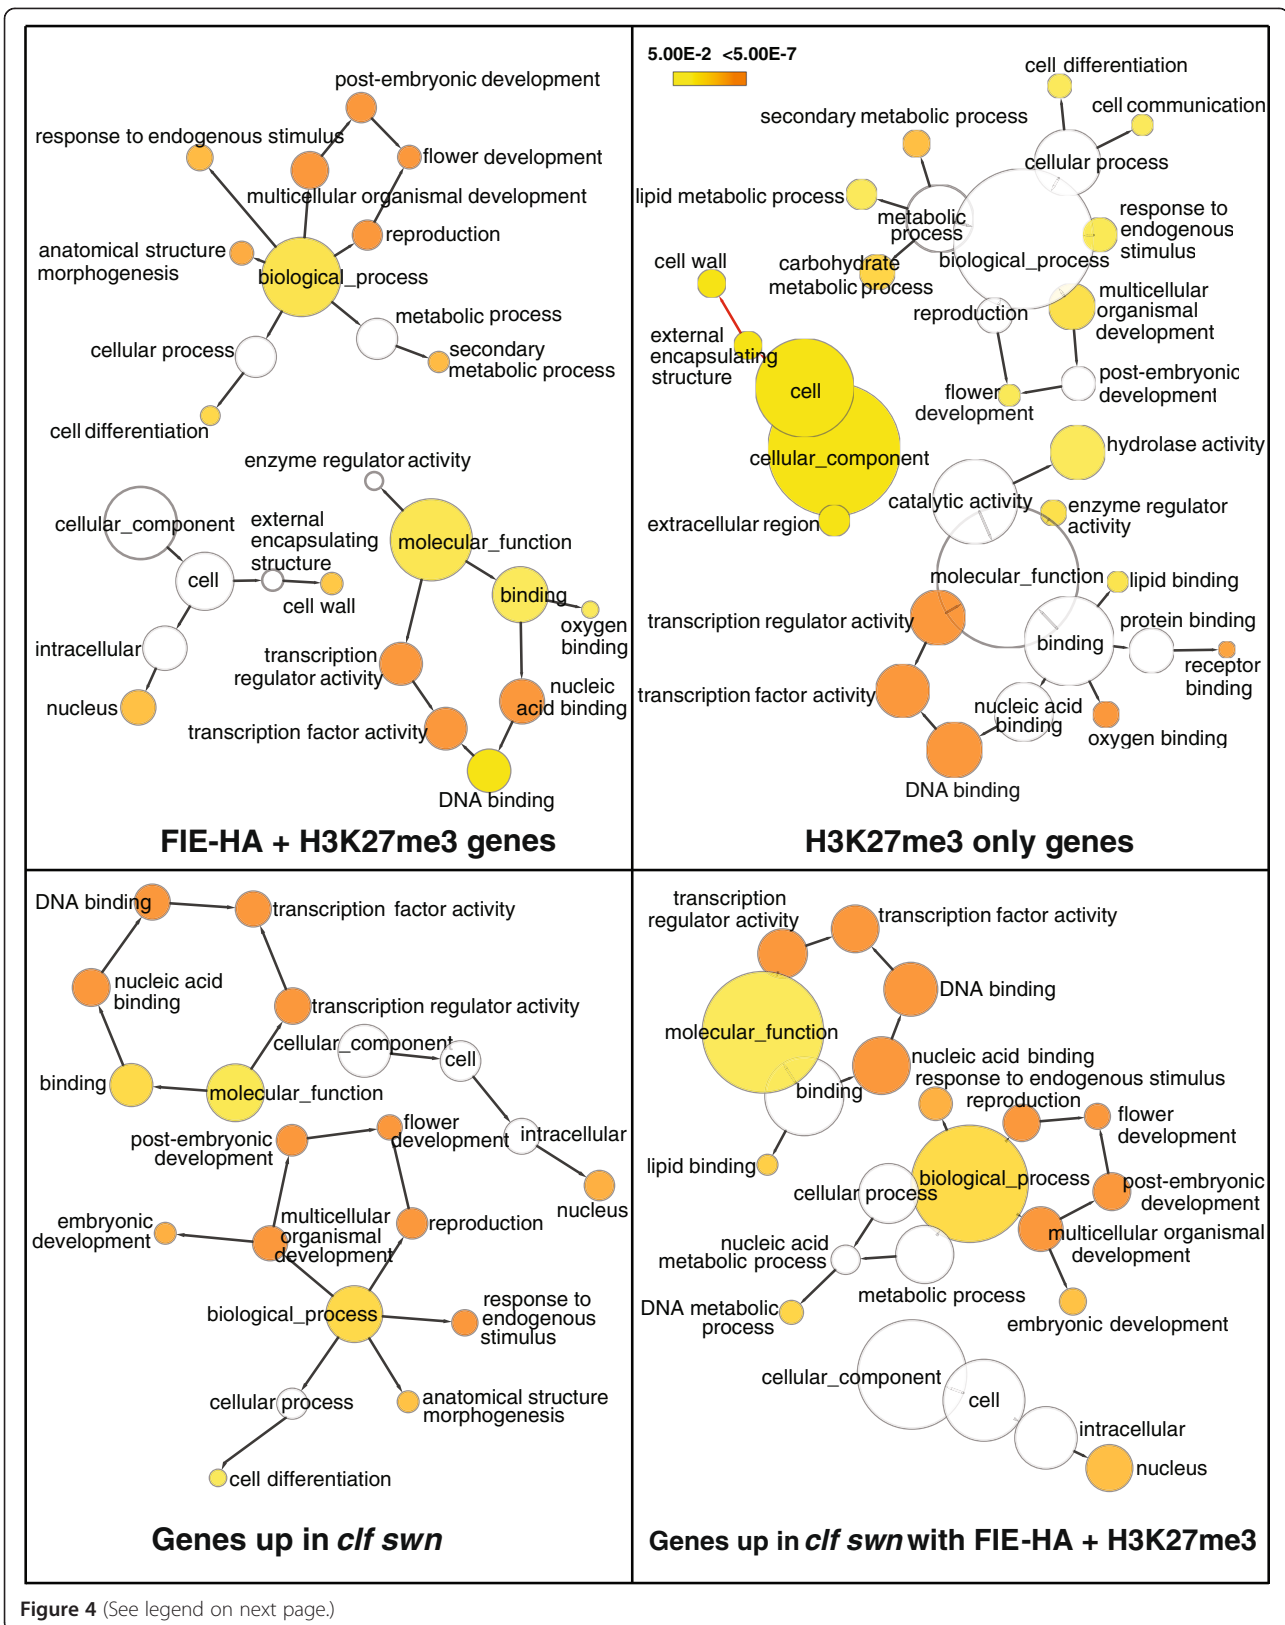 post-embryonic development
response to endogenous stimulus
flower development
multicellular organismal development
reproduction
anatomical structure
morphogenesis
biological_process
metabolic process
cellular process
secondary
metabolic process
cell differentiation
enzyme regulator activity
cellular_component
external
encapsulating
structure
molecular_function
cell
cell wall
binding
oxygen
binding
intracellular
transcription
regulator activity
nucleic
acid binding
nucleus
transcription factor activity
DNA binding
FIE-HA + H3K27me3 genes
5.00E-2 <5.00E-7
cell differentiation
cell communication
secondary metabolic process
cellular process
lipid metabolic process
metabolic
process
response to
endogenous
stimulus
cell wall
carbohydrate
metabolic process
biological_process
multicellular
organismal
development
reproduction
external
encapsulating
structure
post-embryonic
development
flower
development
cell
hydrolase activity
cellular_component
catalytic activity
enzyme regulator
activity
extracellular region
molecular_function
lipid binding
transcription regulator activity
protein binding
binding
receptor
binding
transcription factor activity
nucleic acid
binding
oxygen binding
DNA binding
H3K27me3 only genes
DNA binding
transcription factor activity
nucleic acid
binding
transcription regulator activity
cellular_component
cell
binding
molecular_function
flower
development
intracellular
post-embryonic
development
nucleus
embryonic
development
multicellular
organismal
development
reproduction
biological_process
response to
endogenous
stimulus
cellular process
anatomical structure
morphogenesis
cell differentiation
Genes up in clf swn
transcription
regulator activity
transcription factor activity
DNA binding
molecular_function
nucleic acid binding
response to endogenous stimulus
binding
reproduction
flower
development
lipid binding
biological_process
cellular process
post-embryonic
development
nucleic acid
metabolic process
multicellular organismal
development
metabolic process
DNA metabolic
process
embryonic development
cellular_component
cell
intracellular
nucleus
Genes up in clf swn with FIE-HA + H3K27me3
Figure 4 (See legend on next page.)